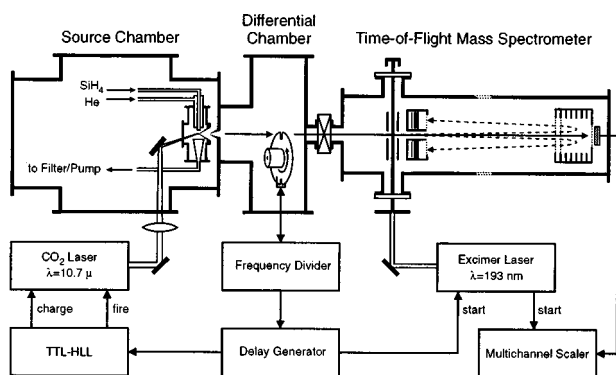 Source Chamber
Differential
Chamber
Time-of-Flight Mass Spectrometer
SiH4
He
to Filter/Pump
CO2 Laser
λ=10.7 μ
Frequency Divider
Excimer Laser
λ=193 nm
charge
fire
start
start
TTL-HLL
Delay Generator
Multichannel Scaler